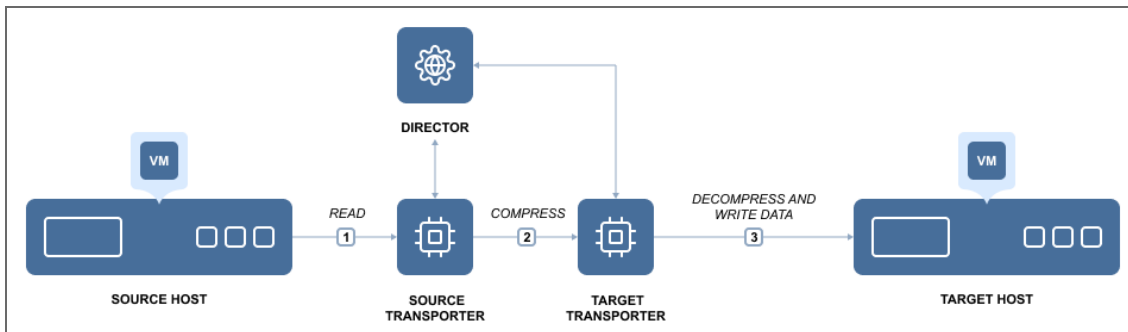 DIRECTOR
VM
VM
READ
1
COMPRESS
2
DECOMPRESS AND
WRITE DATA
3
SOURCE HOST
SOURCE
TRANSPORTER
TARGET
TRANSPORTER
TARGET HOST